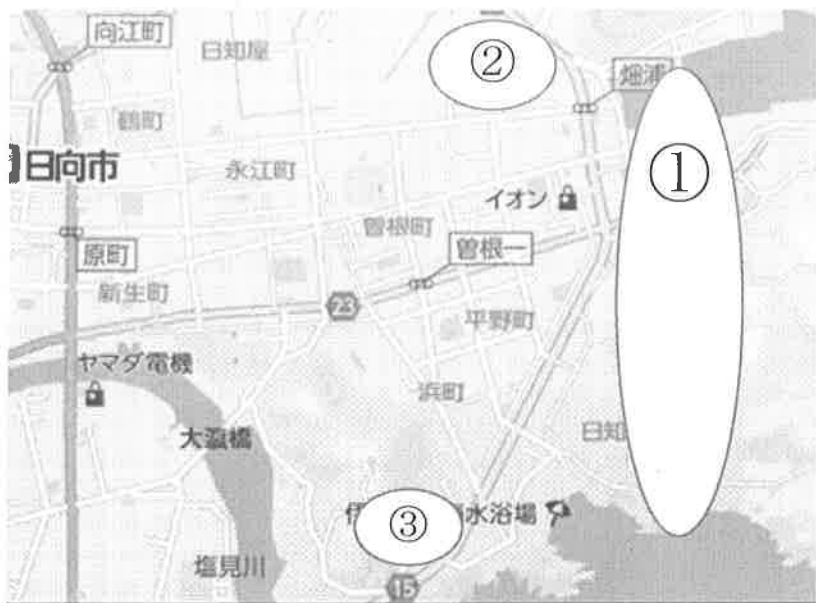 向江町
日知屋
②
畑浦
鶴町
①
日向市
永江町
イオン
曽根町
原町
曽根一
新生町
23
平野町
ヤマダ電機
浜町
大瀛橋
日知
伊
③
水浴場
塩見川
15